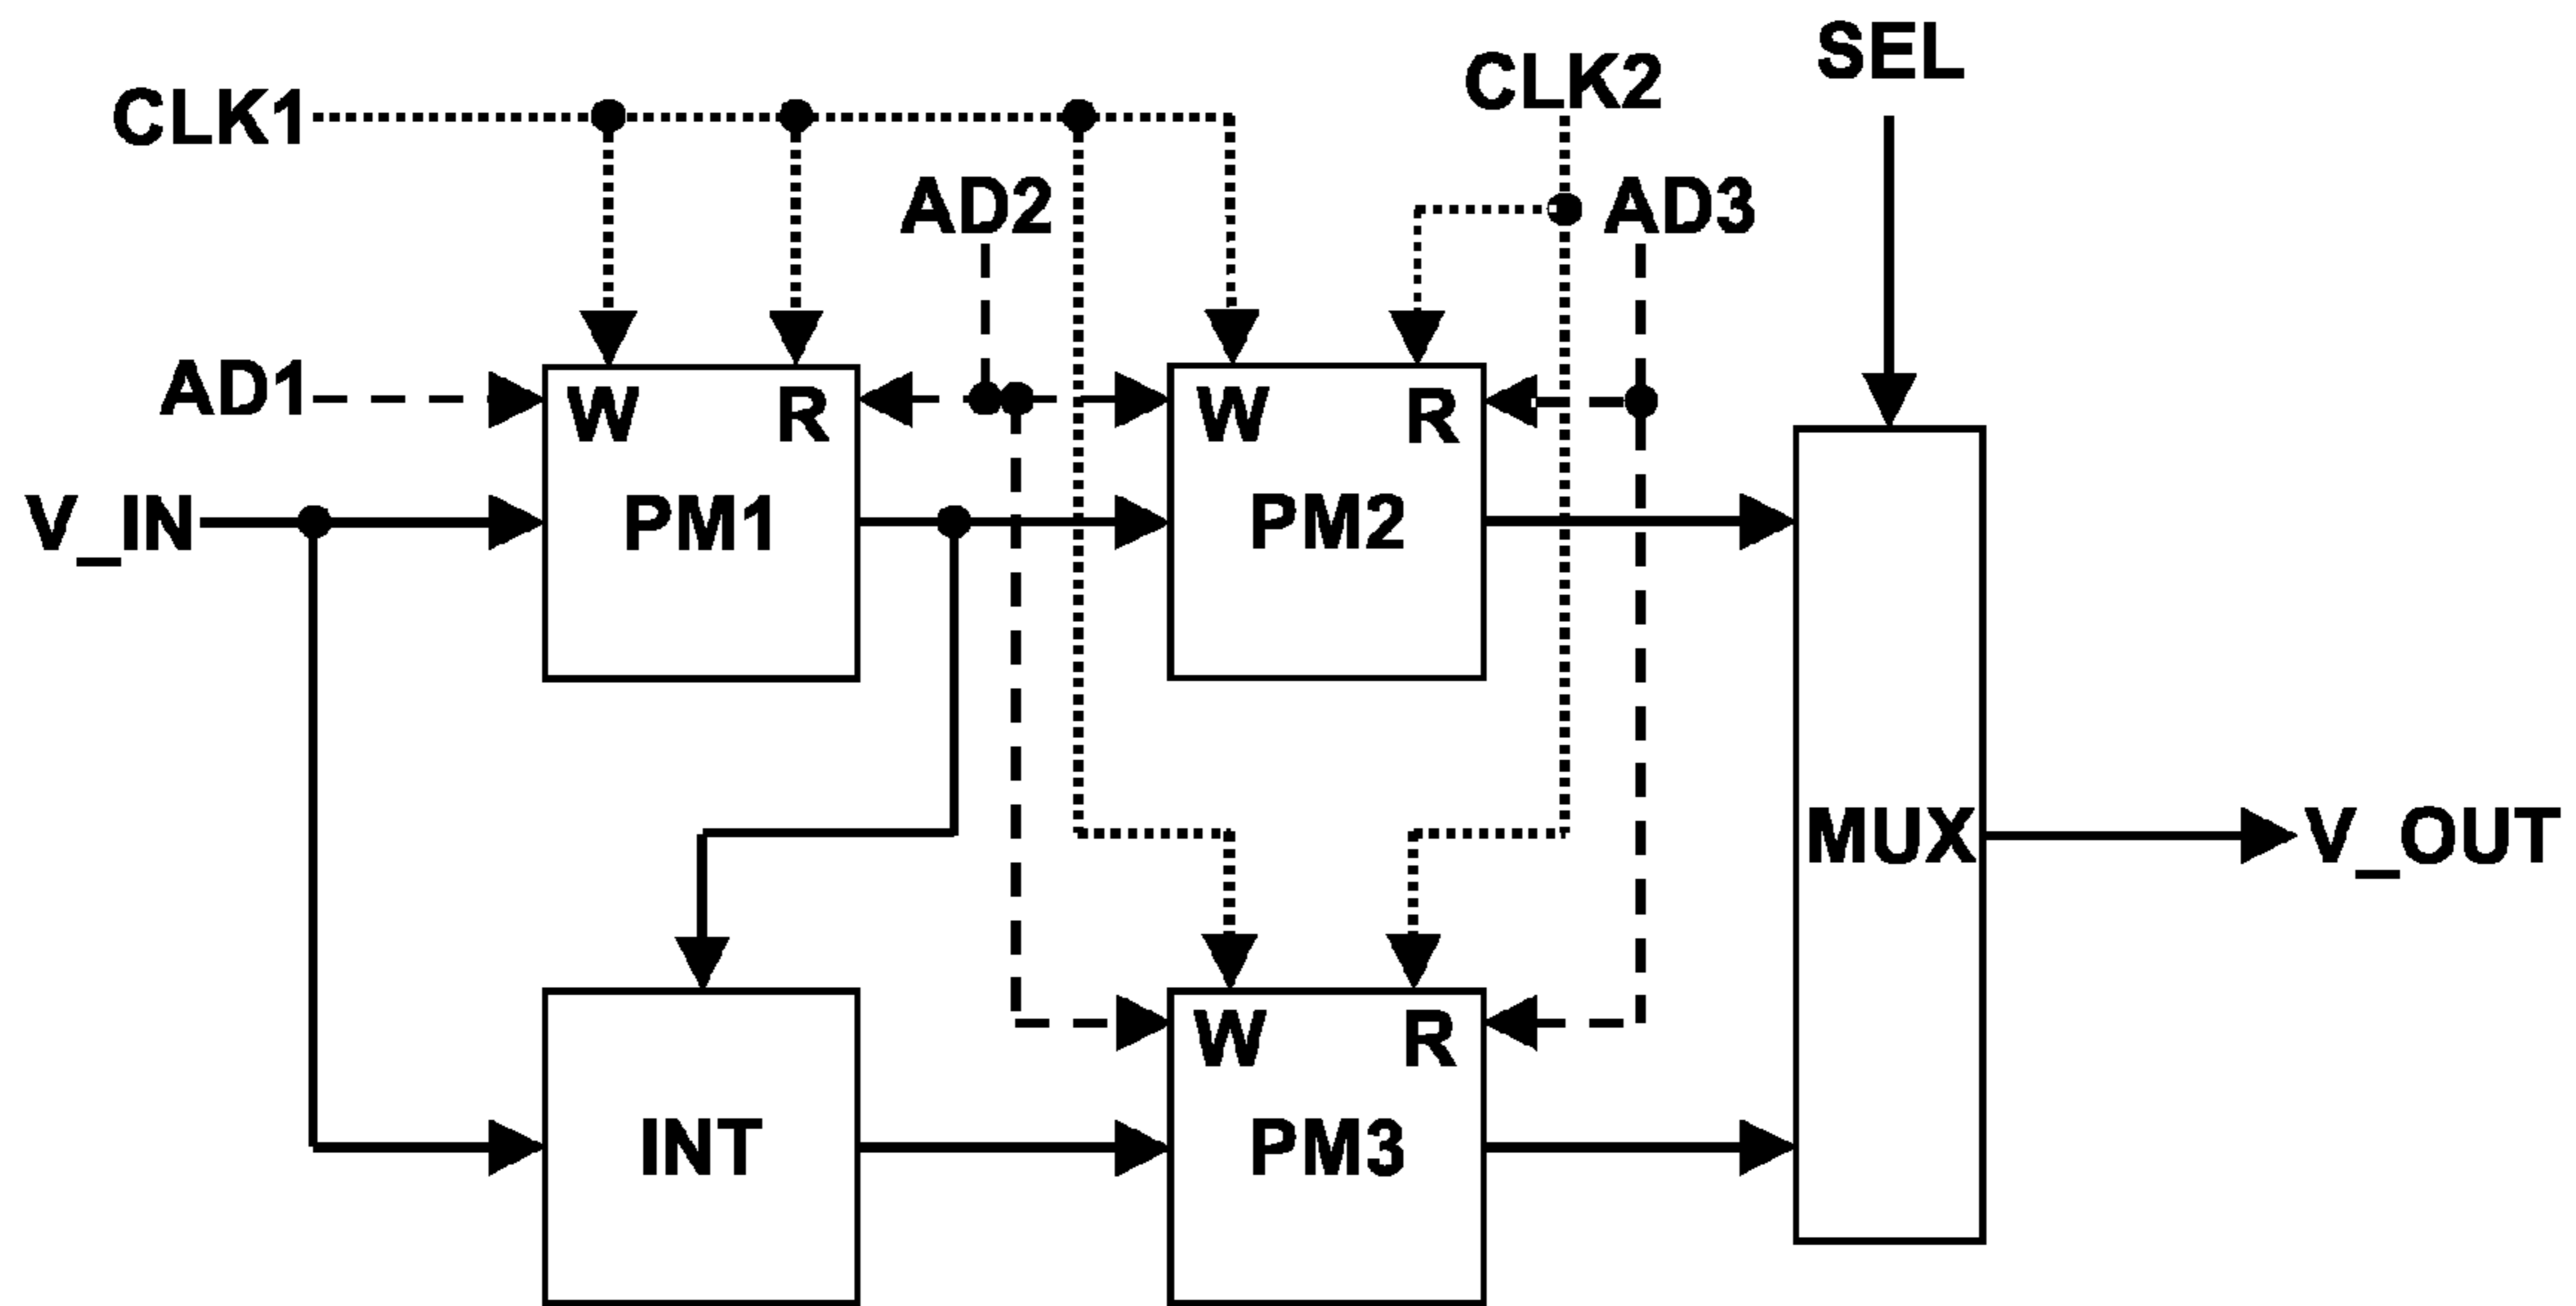 SEL
CLK2
CLK1
AD2
AD3
AD1
W R
W R
V_IN
PM1
PM2
MUX
V_OUT
W R
INT
PM3